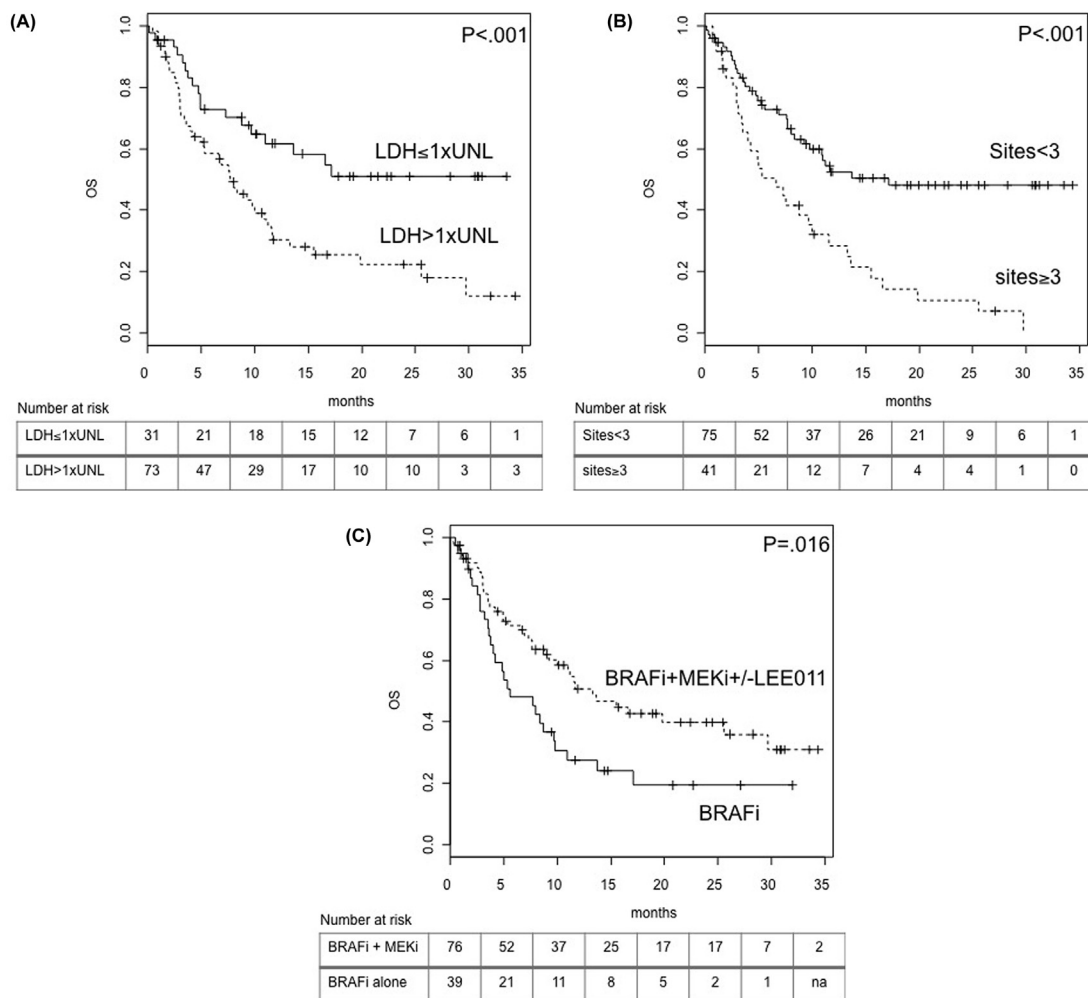 (A)
P<.001
OS
1.0
0.8
0.6
0.4
0.2
0.0
LDH≤1xUNL
LDH>1xUNL
0 5 10 15 20 25 30 35
months
Number at risk
LDH≤1xUNL 31 21 18 15 12 7 6 1
LDH>1xUNL 73 47 29 17 10 10 3 3
(B)
P<.001
OS
1.0
0.8
0.6
0.4
0.2
0.0
Sites<3
sites≥3
0 5 10 15 20 25 30 35
months
Number at risk
Sites<3 75 52 37 26 21 9 6 1
sites≥3 41 21 12 7 4 4 1 0
(C)
P=.016
OS
1.0
0.8
0.6
0.4
0.2
0.0
BRAFi+MEKi+/-LEE011
BRAFi
0 5 10 15 20 25 30 35
months
Number at risk
BRAFi + MEKi 76 52 37 25 17 17 7 2
BRAFi alone 39 21 11 8 5 2 1 na